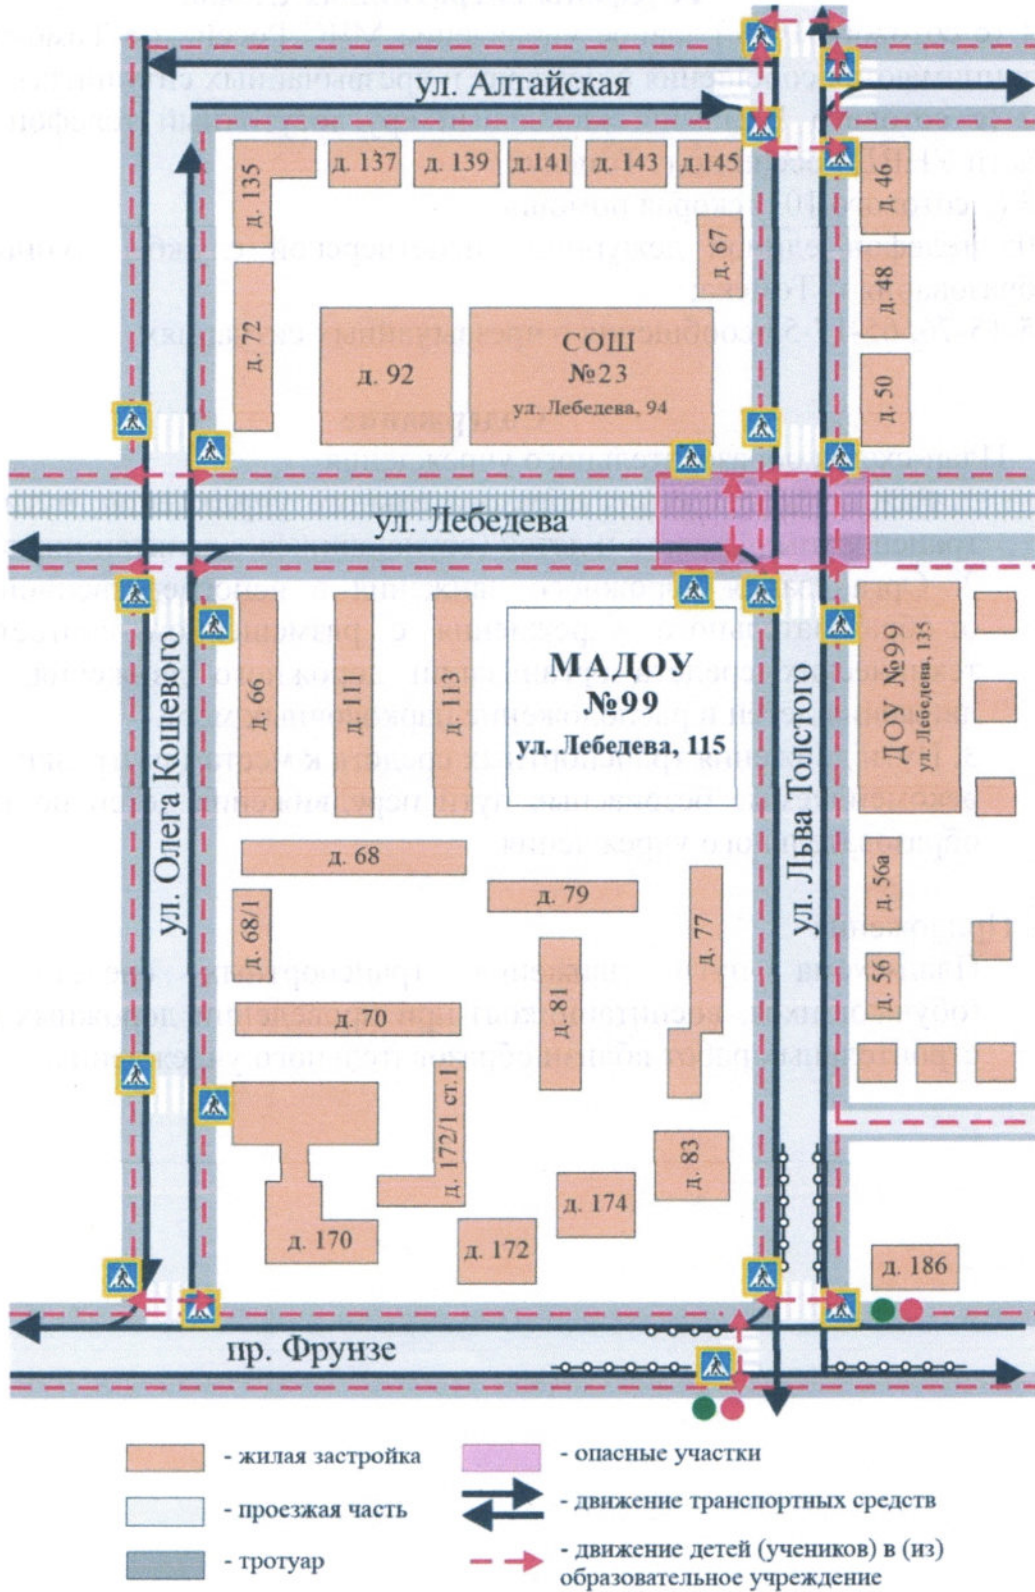 ул. Алтайская
д. 135
д. 137
д. 139
д. 141
д. 143
д. 145
д. 46
д. 67
д. 48
д. 72
д. 92
СОШ
№23
ул. Лебедева, 94
д. 50
ул. Лебедева
ул. Олега Кошевого
д. 66
д. 111
д. 113
МАДОУ
№99
ул. Лебедева, 115
ул. Льва Толстого
ДОУ №99
ул. Лебедева, 135
д. 68
д. 79
д. 77
д. 56а
д. 68/1
д. 81
д. 56
д. 70
д. 172/1 ст.1
д. 83
д. 170
д. 172
д. 174
д. 186
пр. Фрунзе
- жилая застройка
- проезжая часть
- тротуар
- опасные участки
- движение транспортных средств
- движение детей (учеников) в (из)
образовательное учреждение